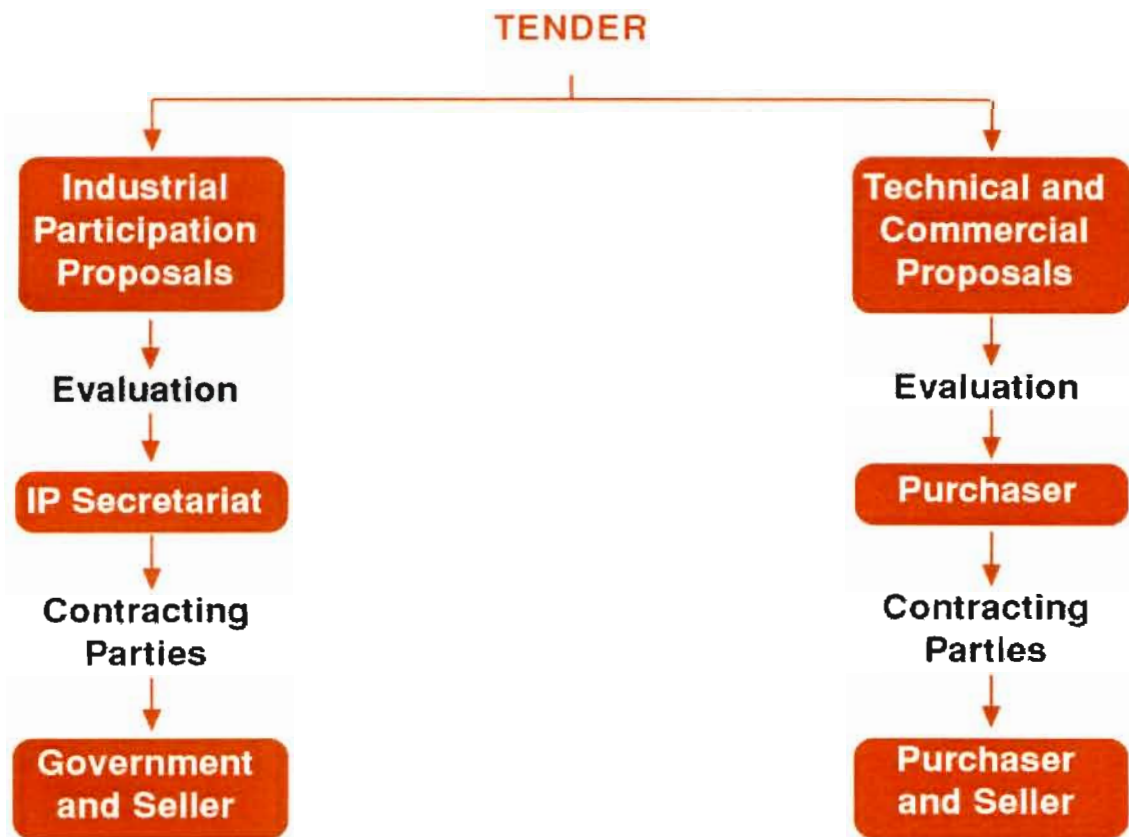 TENDER
Industrial
Participation
Proposals
Evaluation
IP Secretariat
Contracting
Parties
Government
and Seller
Technical and
Commercial
Proposals
Evaluation
Purchaser
Contracting
Parties
Purchaser
and Seller